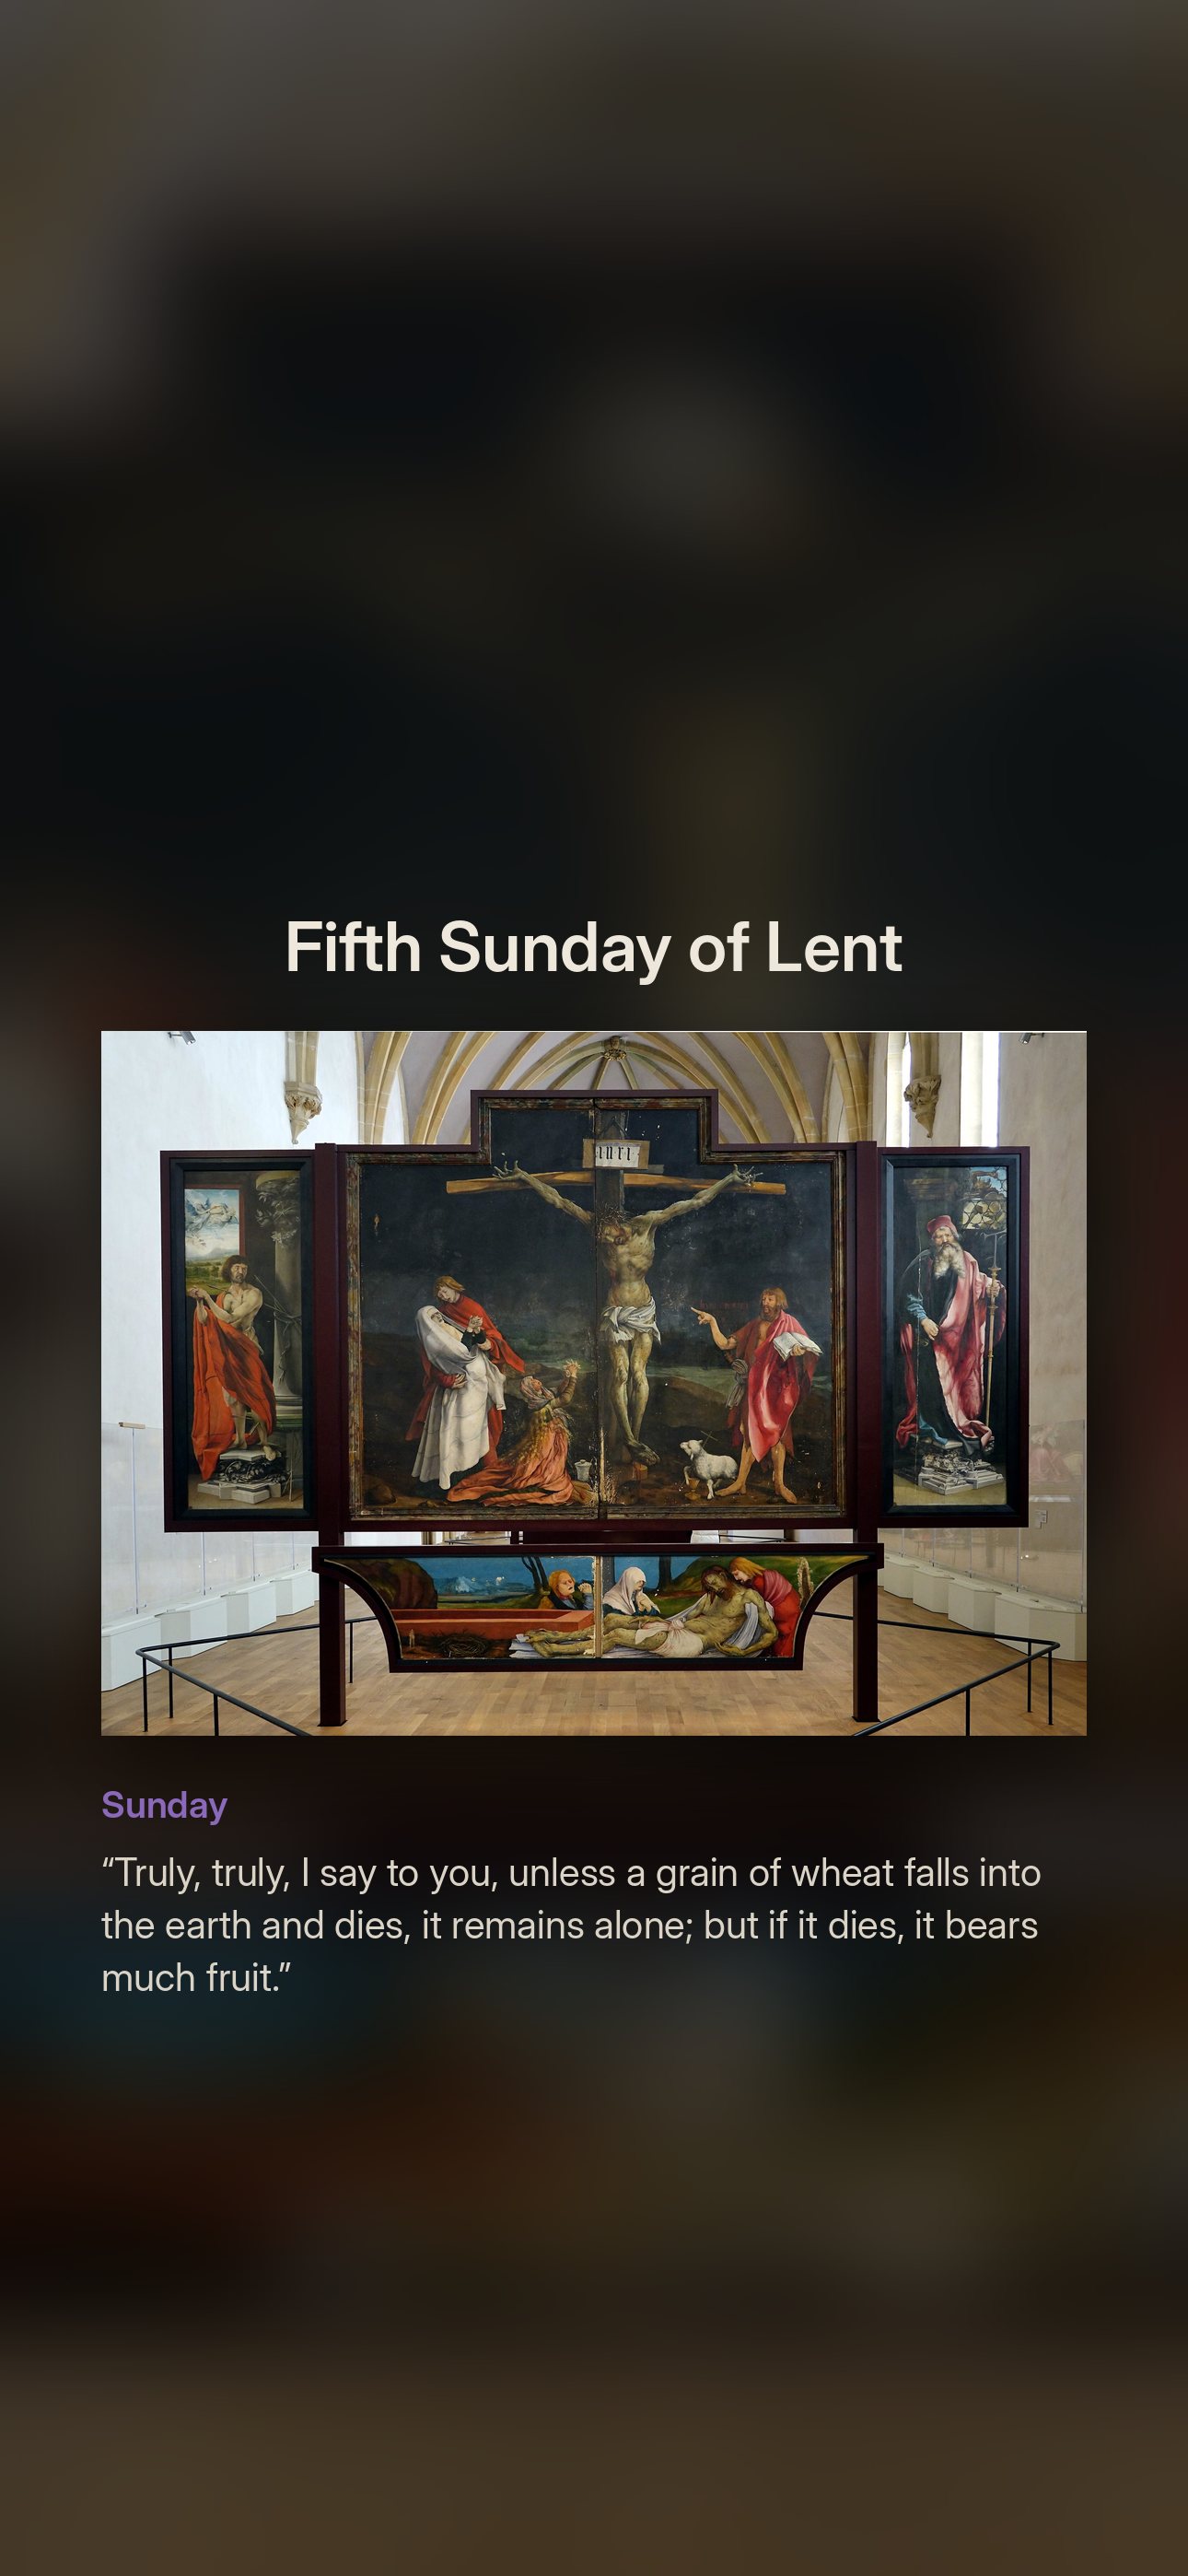 Fifth Sunday of Lent
INRI
Sunday
“Truly, truly, I say to you, unless a grain of wheat falls into
the earth and dies, it remains alone; but if it dies, it bears
much fruit.”